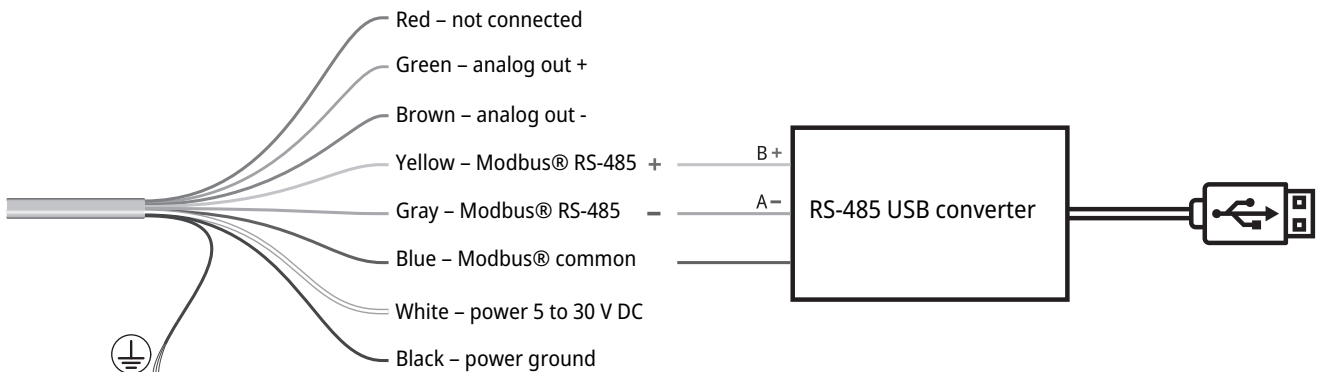 Red – not connected
Green – analog out +
Brown – analog out -
Yellow – Modbus® RS-485 +
B +
Gray – Modbus® RS-485 –
A –
RS-485 USB converter
Blue – Modbus® common
White – power 5 to 30 V DC
Black – power ground